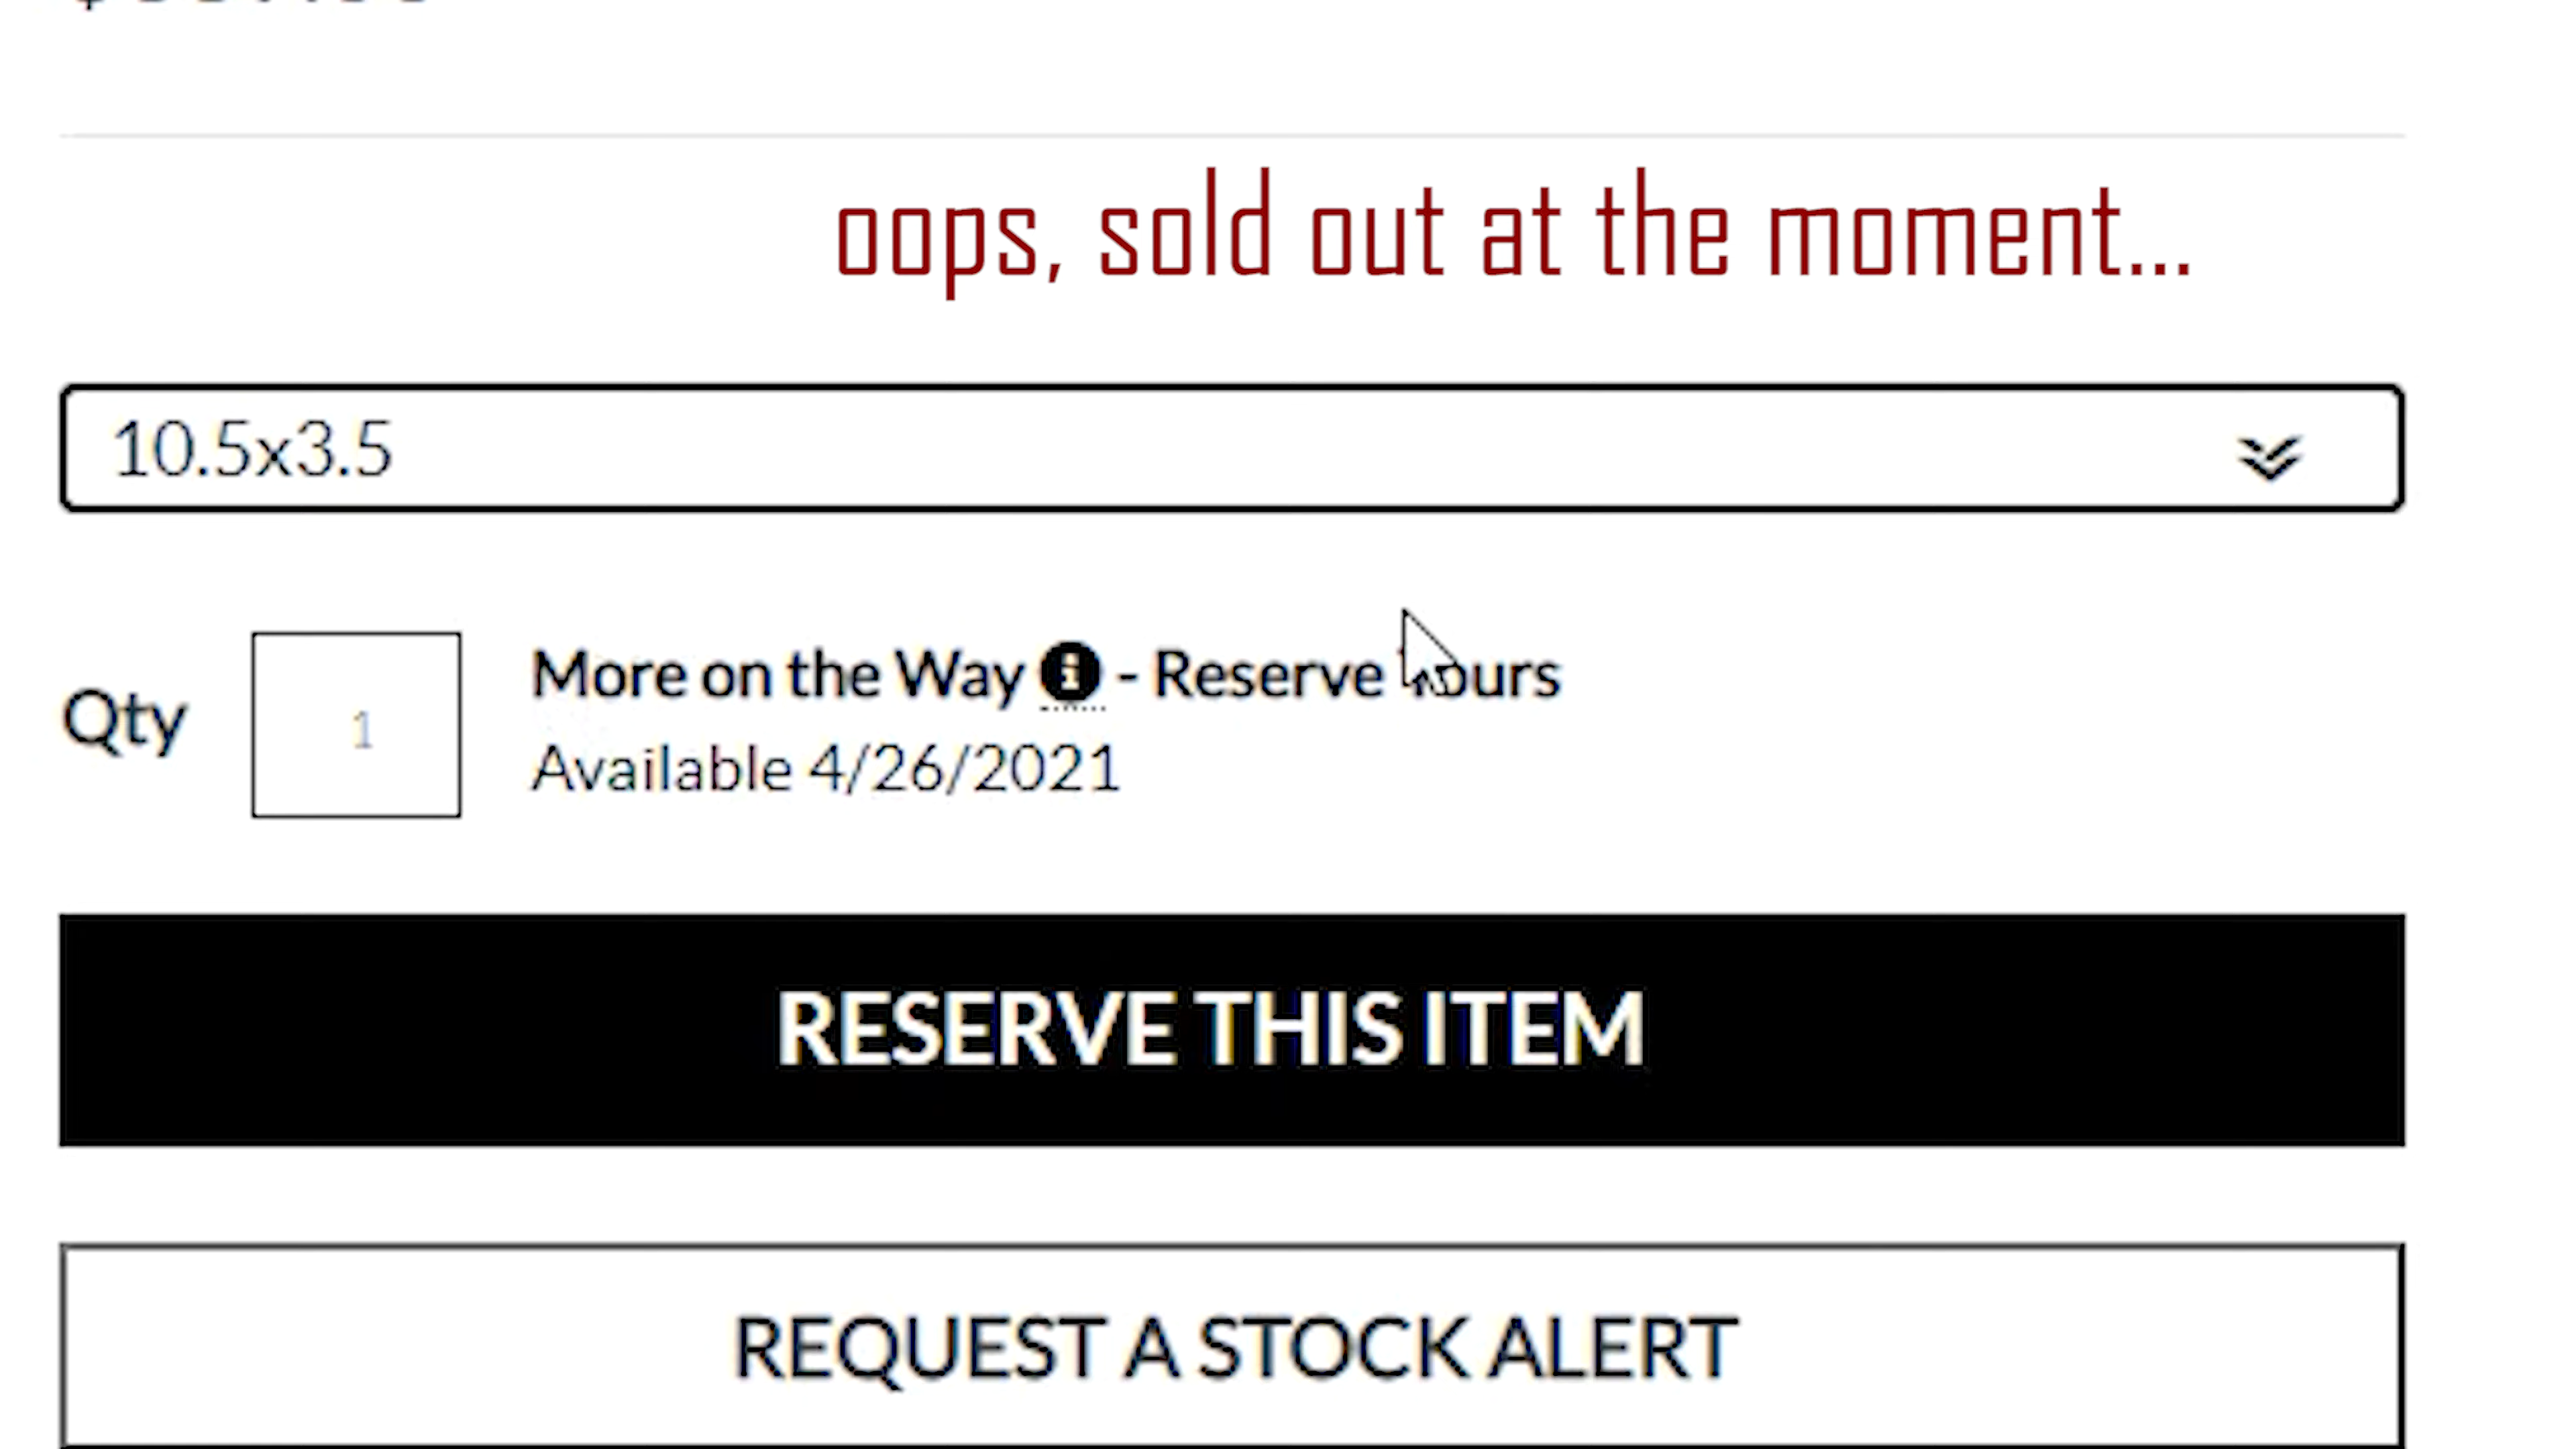 oops, sold out at the moment...
10.5x3.5
More on the Way i - Reserve Yours
Qty 1
Available 4/26/2021
RESERVE THIS ITEM
REQUEST A STOCK ALERT